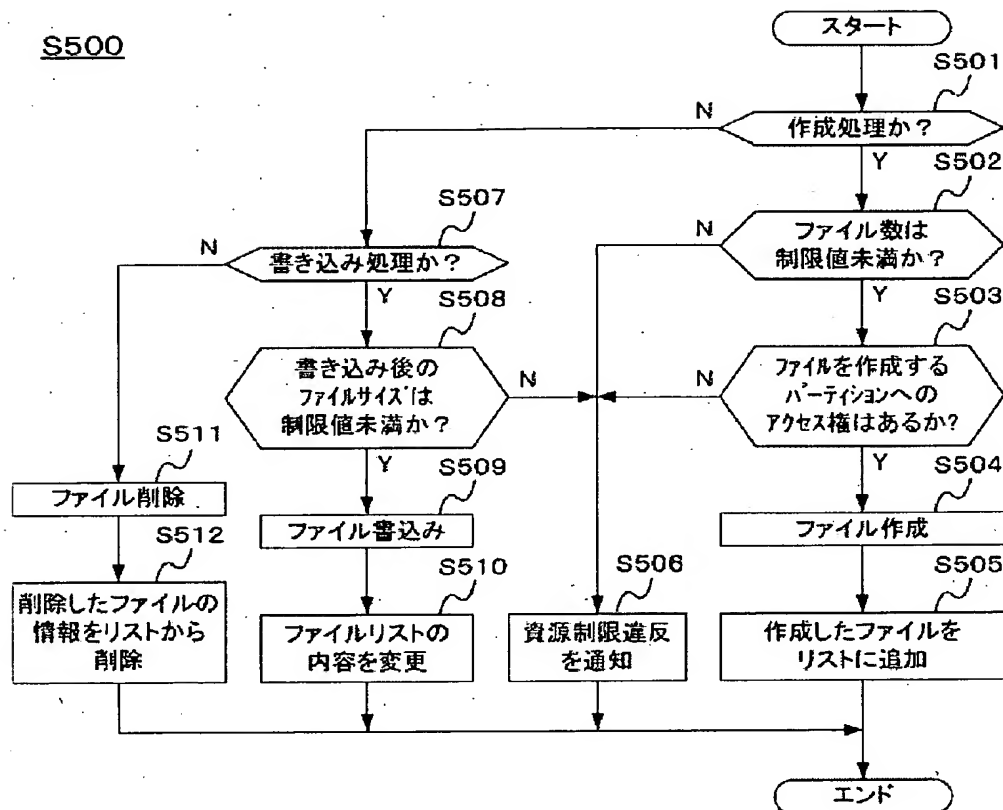 S500
スタート
S501
作成処理か?
N
Y
S502
ファイル数は
制限値未満か?
N
Y
S503
ファイルを作成する
パーティションへの
アクセス権はあるか?
N
Y
S504
ファイル作成
S505
作成したファイルを
リストに追加
S506
資源制限違反
を通知
S507
書き込み処理か?
N
Y
S508
書き込み後の
ファイルサイズは
制限値未満か?
N
Y
S509
ファイル書込み
S510
ファイルリストの
内容を変更
S511
ファイル削除
S512
削除したファイルの
情報をリストから
削除
エンド